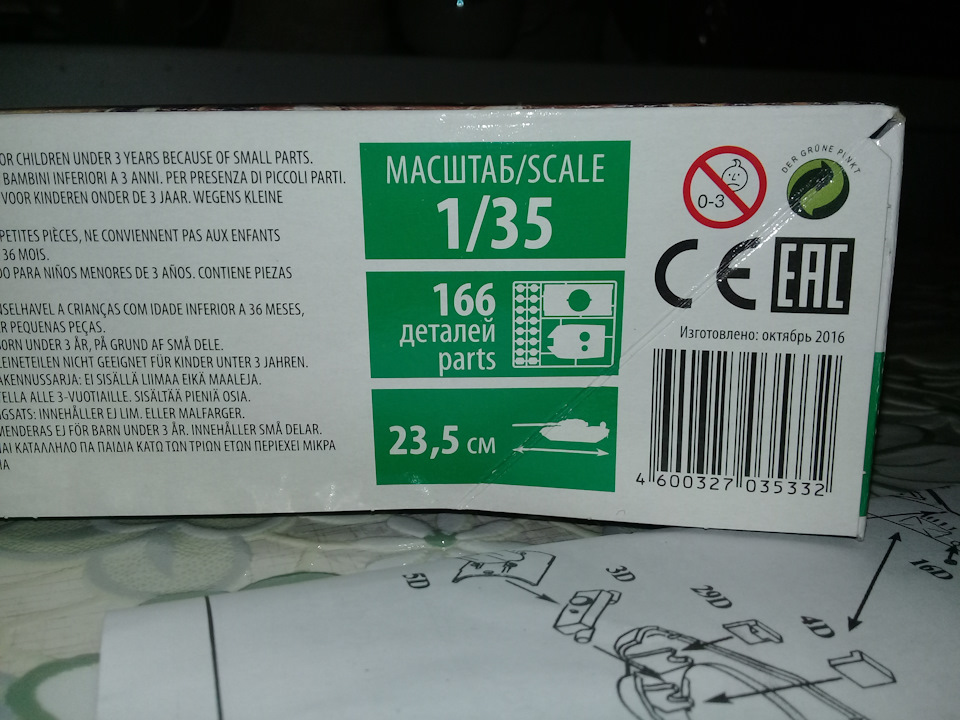 OR CHILDREN UNDER 3 YEARS BECAUSE OF SMALL PARTS.
BAMBINI INFERIORI A 3 ANNI. PER PRESENZA DI PICCOLI PARTI.
VOOR KINDEREN ONDER DE 3 JAAR. WEGENS KLEINE
PETITES PIÈCES, NE CONVIENNENT PAS AUX ENFANTS
36 MOIS.
DO PARA NIÑOS MENORES DE 3 AÑOS. CONTIENE PIEZAS
NSELHAVEL A CRIANÇAS COM IDADE INFERIOR A 36 MESES,
R PEQUENAS PEÇAS.
BORN UNDER 3 ÅR, PÅ GRUND AF SMÅ DELE.
LEINETEILEN NICHT GEEIGNET FÜR KINDER UNTER 3 JAHREN.
AKENNUSSARJA: EI SISÄLLÄ LIIMAA EIKÄ MAALEJA.
TELLA ALLE 3-VUOTIAILLE. SISÄLTÄÄ PIENIÄ OSIA.
NGSATS: INNEHÅLLER EJ LIM. ELLER MALFARGER.
MENDERAS EJ FÖR BARN UNDER 3 ÅR. INNEHÅLLER SMÅ DELAR.
ΝΑΙ ΚΑΤΑΛΛΗΛΟ ΠΑ ΠΑΙΔΙΑ ΚΑΤΩ ΤΩΝ ΤΡΙΩΝ ΕΤΩΝ ΠΕΡΙΕΧΕΙ ΜΙΚΡΑ
МАСШТАБ/SCALE
1/35
166
деталей
parts
23,5 см
0-3
DER GRÜNE PUNKT
CE EAC
Изготовлено: октябрь 2016
4 600327 035332
5D
3D
29D
4D
16D